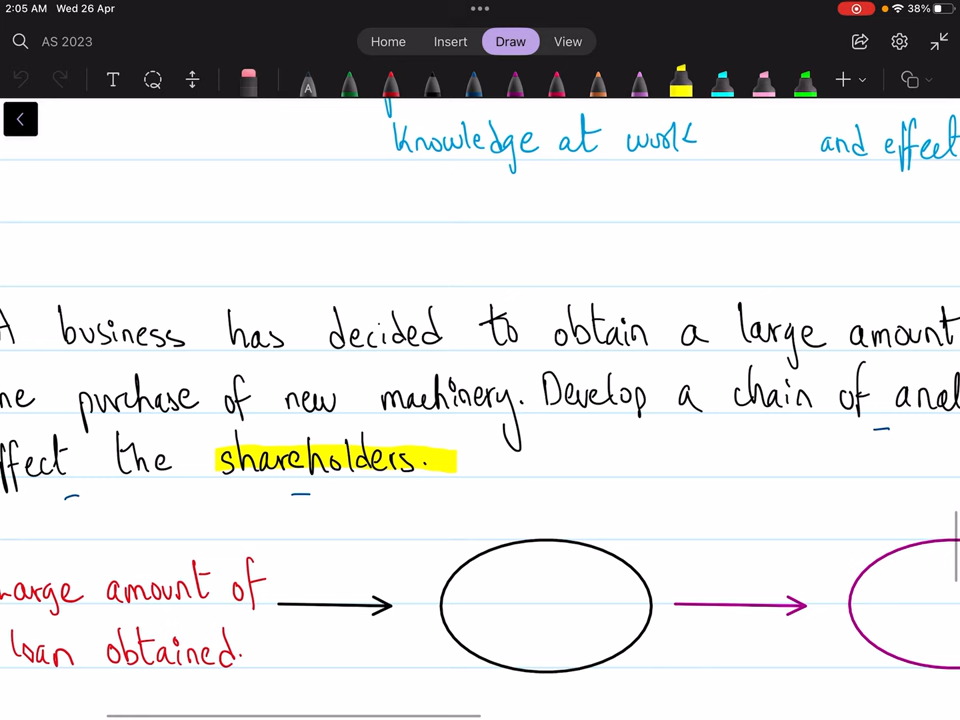 2:05 AM Wed 26 Apr
38%
AS 2023
Home Insert Draw View
T
A
Knowledge at work
and effect
A business has decided to obtain a large amount
purchase of new machinery. Develop a chain of anal
ffect the shareholders.
Large amount of
loan obtained.